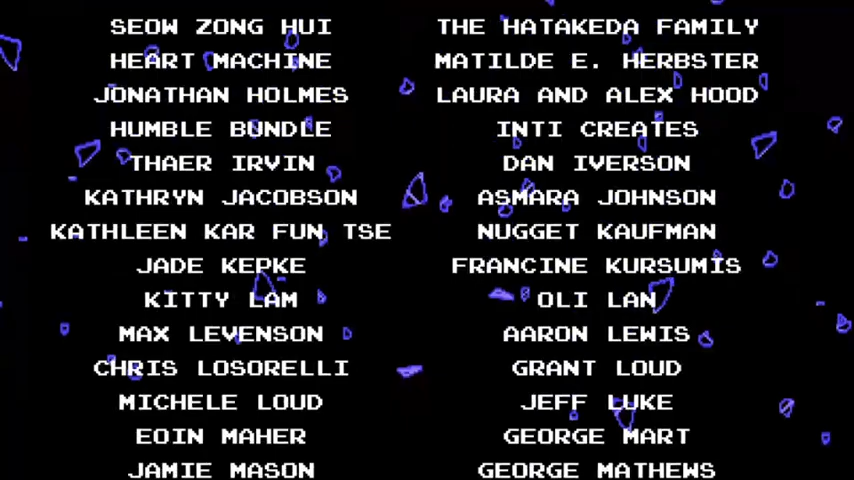 SEOW ZONG HUI THE HATAKEDA FAMILY
HEART MACHINE MATILDE E. HERBSTER
JONATHAN HOLMES LAURA AND ALEX HOOD
HUMBLE BUNDLE INTI CREATES
THAER IRVIN DAN IVERSON
KATHRYN JACOBSON ASMARA JOHNSON
KATHLEEN KAR FUN TSE NUGGET KAUFMAN
JADE KEPKE FRANCINE KURSUMIS
KITTY LAM OLI LAN
MAX LEVENSON AARON LEWIS
CHRIS LOSORELLI GRANT LOUD
MICHELE LOUD JEFF LUKE
EOIN MAHER GEORGE MART
JAMIE MASON GEORGE MATHEWS